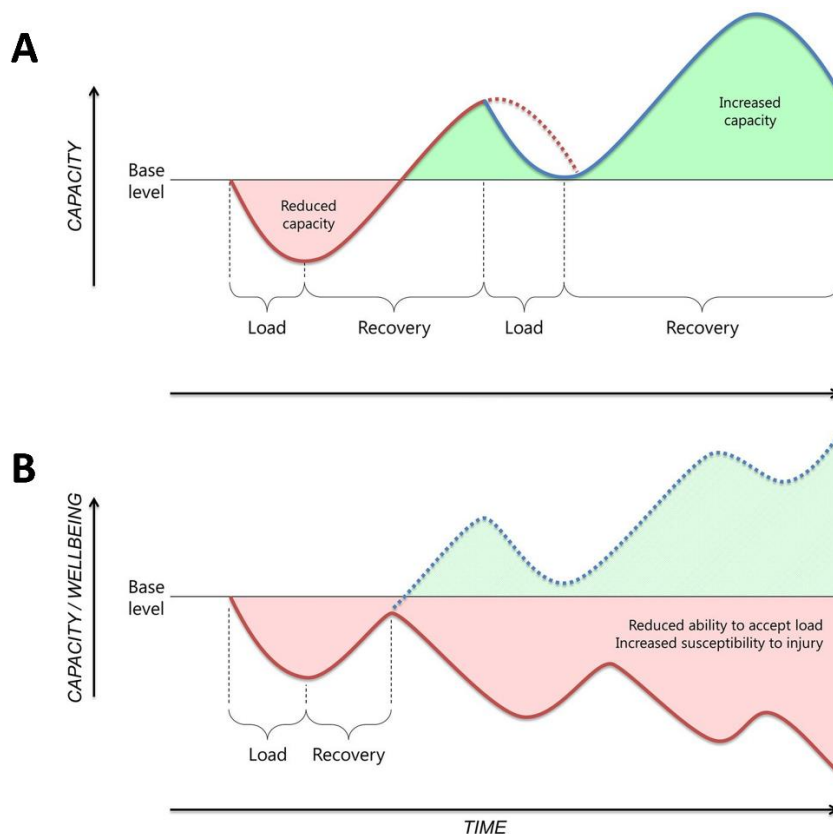 A
CAPACITY
Base
level
Reduced
capacity
Increased
capacity
Load
Recovery
Load
Recovery
B
CAPACITY / WELLBEING
Base
level
Reduced ability to accept load
Increased susceptibility to injury
Load
Recovery
TIME